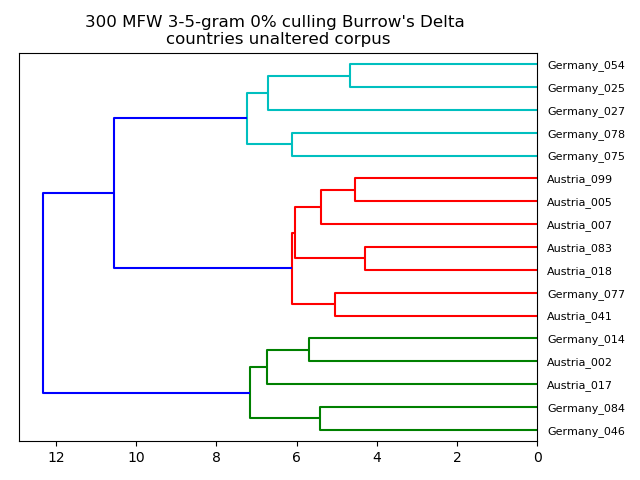 300 MFW 3-5-gram 0% culling Burrow's Delta
countries unaltered corpus
Germany_054
Germany_025
Germany_027
Germany_078
Germany_075
Austria_099
Austria_005
Austria_007
Austria_083
Austria_018
Germany_077
Austria_041
Germany_014
Austria_002
Austria_017
Germany_084
Germany_046
12 10 8 6 4 2 0